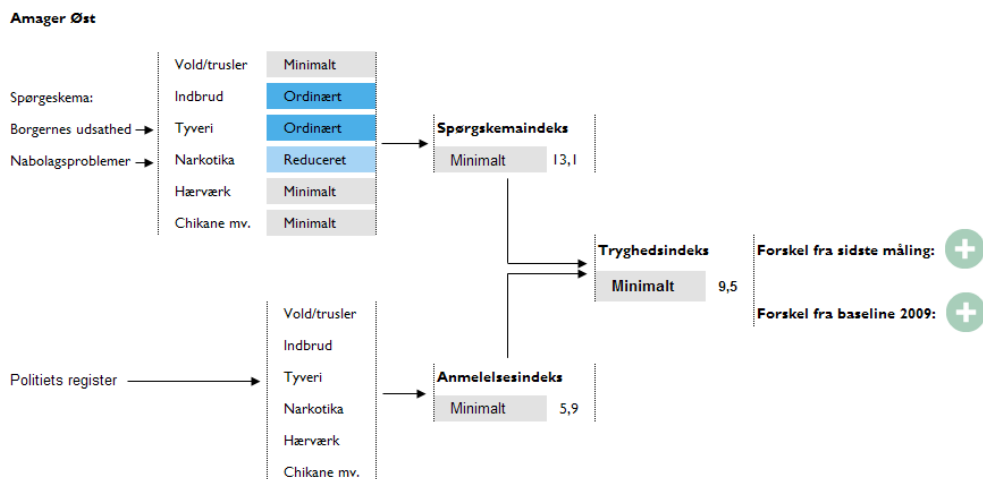 Amager Øst
Spørgeskema:
Borgernes udsathed
Nabolagsproblemer
Vold/trusler Minimalt
Indbrud Ordinært
Tyveri Ordinært
Narkotika Reduceret
Hærværk Minimalt
Chikane mv. Minimalt
Spørgskemaindeks
Minimalt 13,1
Tryghedsindeks
Minimalt 9,5
Forskel fra sidste måling:
Forskel fra baseline 2009:
Politiets register
Vold/trusler
Indbrud
Tyveri
Narkotika
Hærværk
Chikane mv.
Anmelelsesindeks
Minimalt 5,9